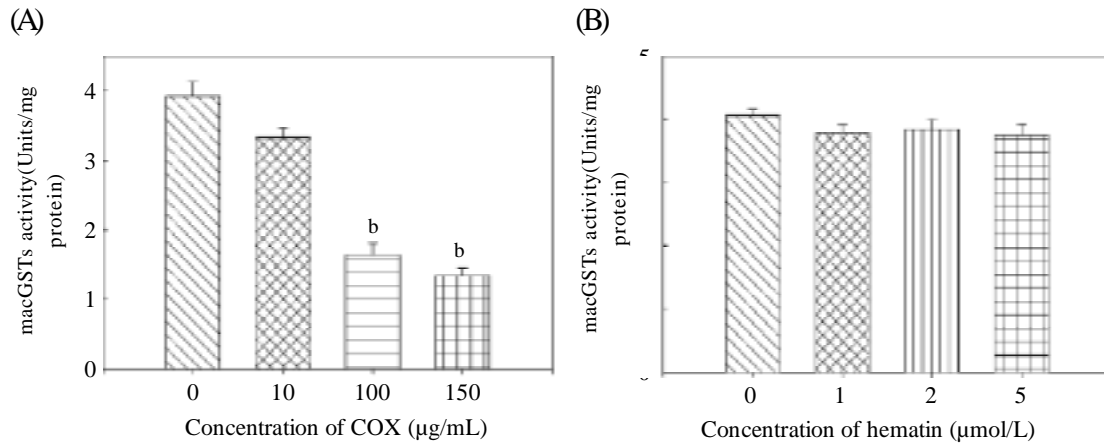 (A)
macGSTs activity(Units/mg
protein)
4
3
2
1
0
b
b
0 10 100 150
Concentration of COX (μg/mL)
(B)
macGSTs activity(Units/mg
protein)
5
0 1 2 5
Concentration of hematin (μmol/L)